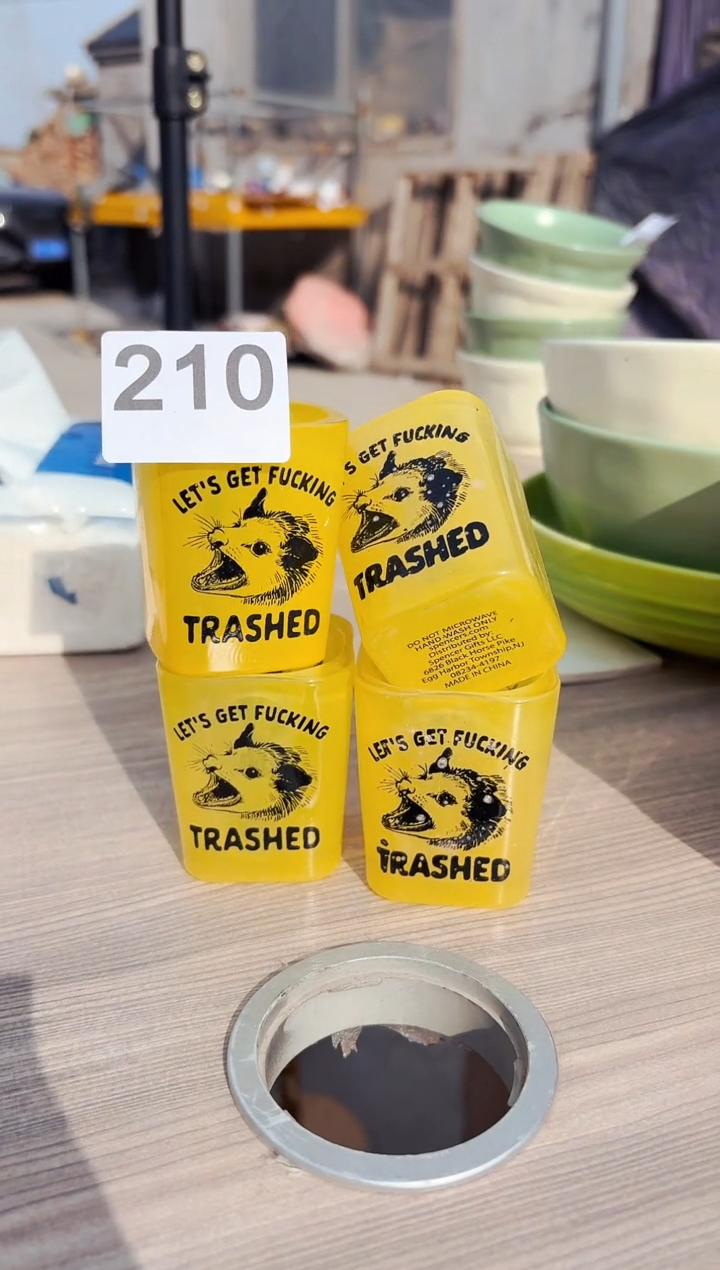 210
LET'S GET FUCKING
TRASHED
'S GET FUCKING
TRASHED
DO NOT MICROWAVE
HAND-WASH ONLY
spencers.com
Distributed by:
Spencer Gifts LLC
6826 Black Horse Pike
Egg Harbor Township,NJ
08234-4197
MADE IN CHINA
LET'S GET FUCKING
TRASHED
LET'S GET FUCKING
TRASHED